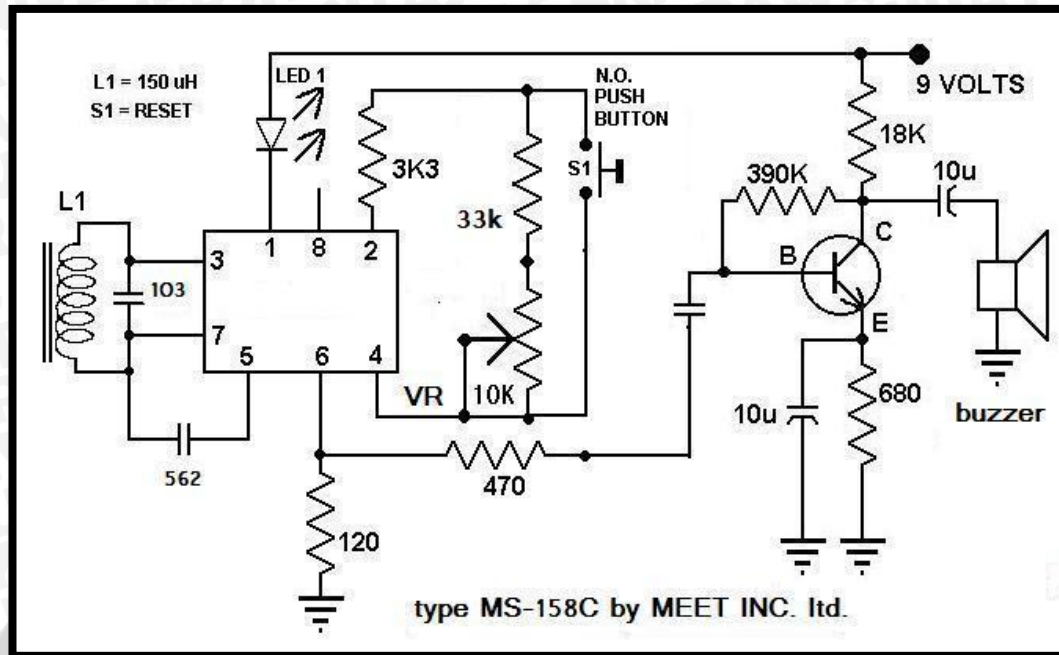 L1 = 150 uH
S1 = RESET
LED 1
N.O.
PUSH
BUTTON
9 VOLTS
18K
3K3
S1
390K
10u
L1
33k
C
1
8
2
B
3
103
7
E
5
6
4
VR
10K
10u
680
buzzer
562
470
120
type MS-158C by MEET INC. ltd.